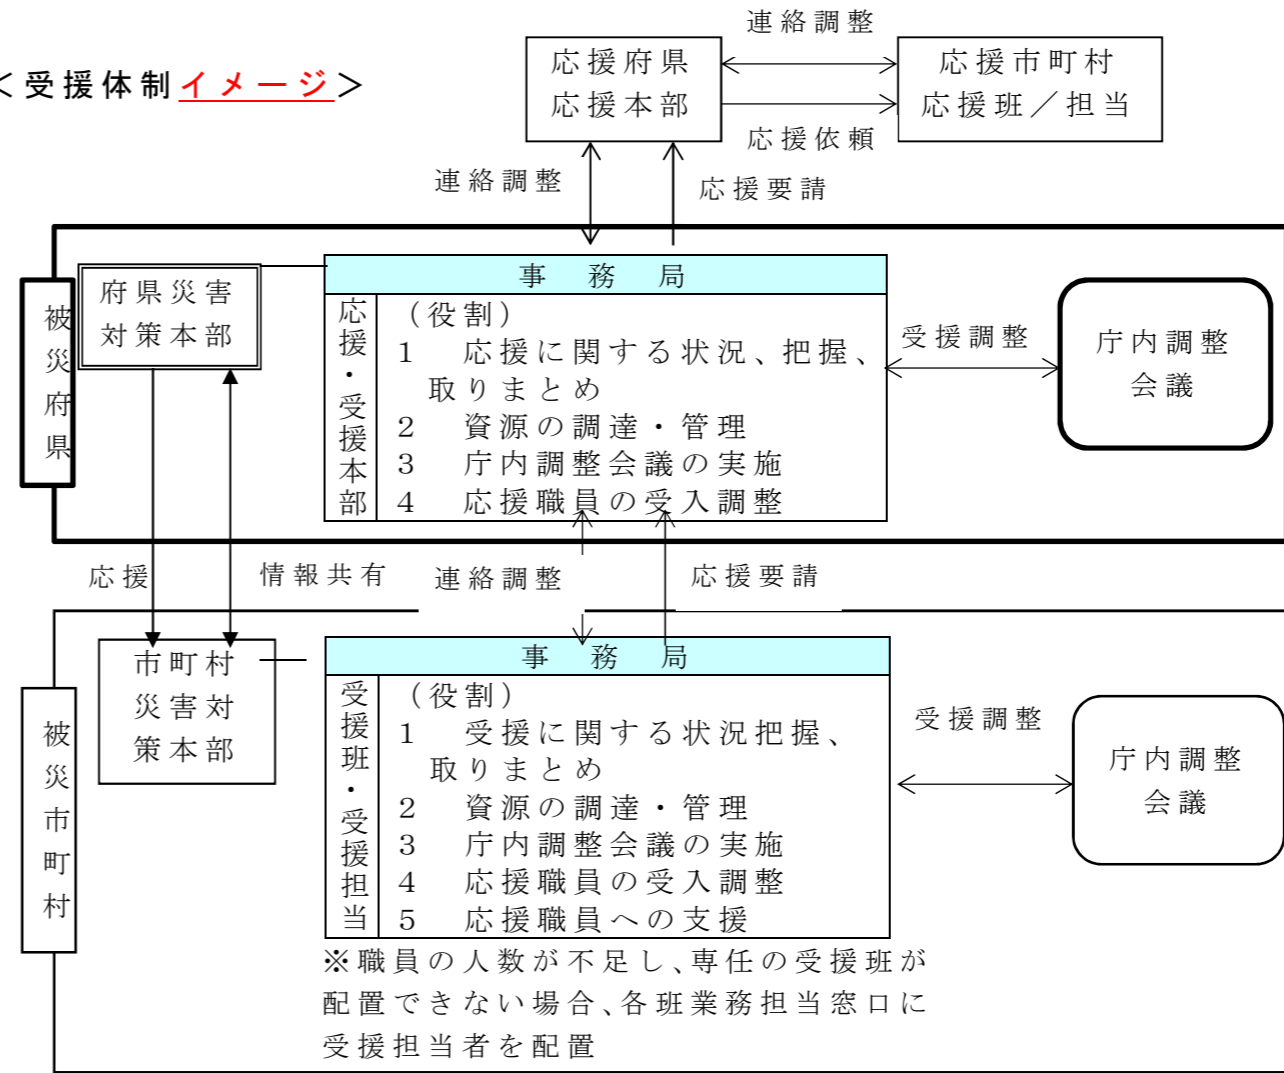 ＜受援体制イメージ＞
連絡調整
応援府県
応援本部
応援市町村
応援班／担当
応援依頼
連絡調整
応援要請
被災府県
府県災害
対策本部
事務局
応援・受援本部
（役割）
１　応援に関する状況、把握、
取りまとめ
２　資源の調達・管理
３　庁内調整会議の実施
４　応援職員の受入調整
受援調整
庁内調整
会議
応援
情報共有
連絡調整
応援要請
被災市町村
市町村
災害対
策本部
事務局
受援班・受援担当
（役割）
１　受援に関する状況把握、
取りまとめ
２　資源の調達・管理
３　庁内調整会議の実施
４　応援職員の受入調整
５　応援職員への支援
受援調整
庁内調整
会議
※職員の人数が不足し、専任の受援班が
配置できない場合、各班業務担当窓口に
受援担当者を配置